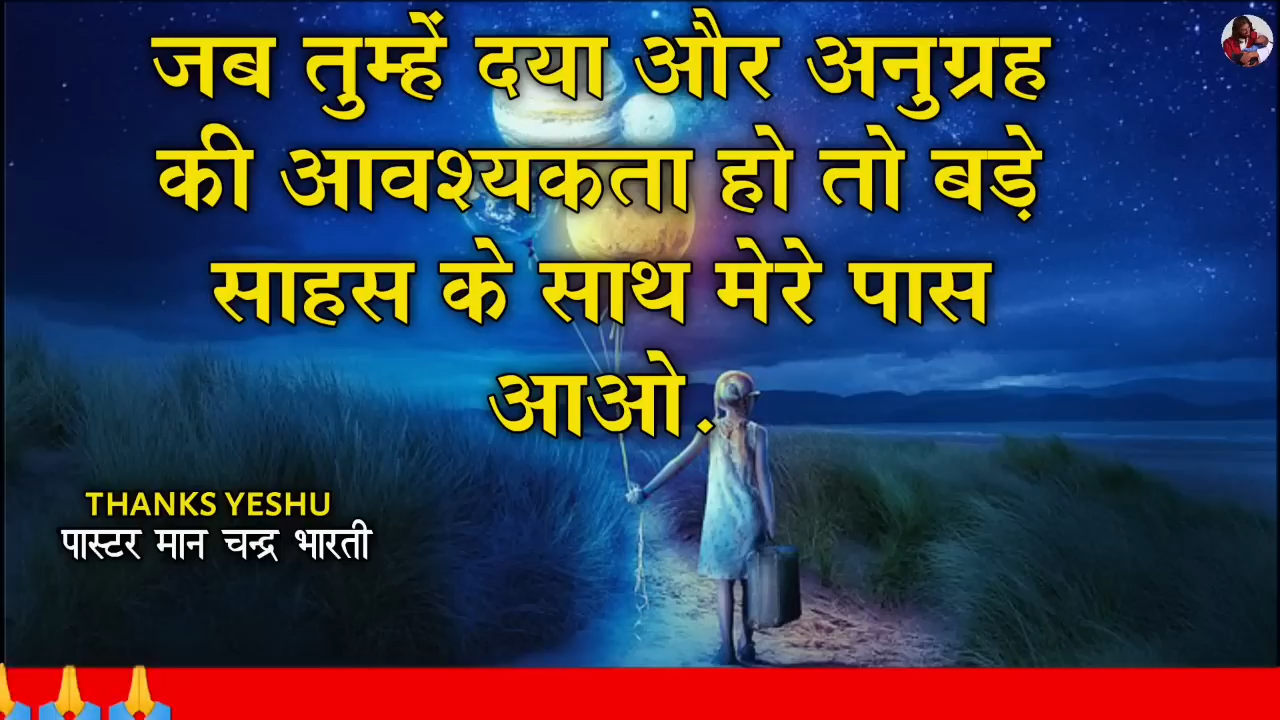 जब तुम्हें दया और अनुग्रह
की आवश्यकता हो तो बड़े
साहस के साथ मेरे पास
आओ.
THANKS YESHU
पास्टर मान चन्द्र भारती